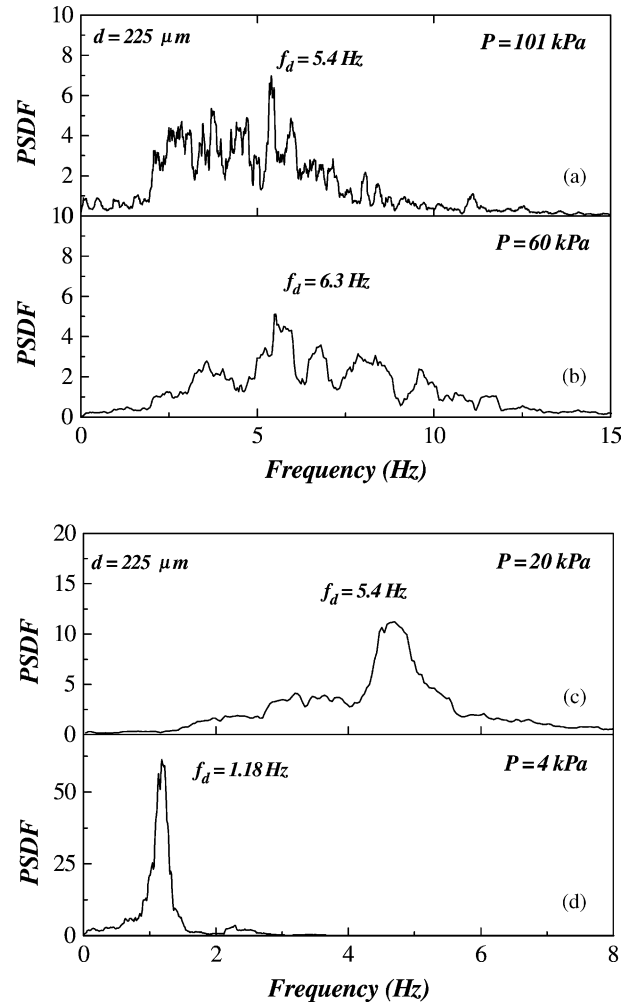 d = 225 μm
P = 101 kPa
f_d = 5.4 Hz
PSDF
10
8
6
4
2
(a)
P = 60 kPa
f_d = 6.3 Hz
PSDF
10
8
6
4
2
0
(b)
0 5 10 15
Frequency (Hz)
d = 225 μm
P = 20 kPa
f_d = 5.4 Hz
PSDF
20
15
10
5
0
(c)
P = 4 kPa
f_d = 1.18 Hz
PSDF
50
25
0
(d)
0 2 4 6 8
Frequency (Hz)